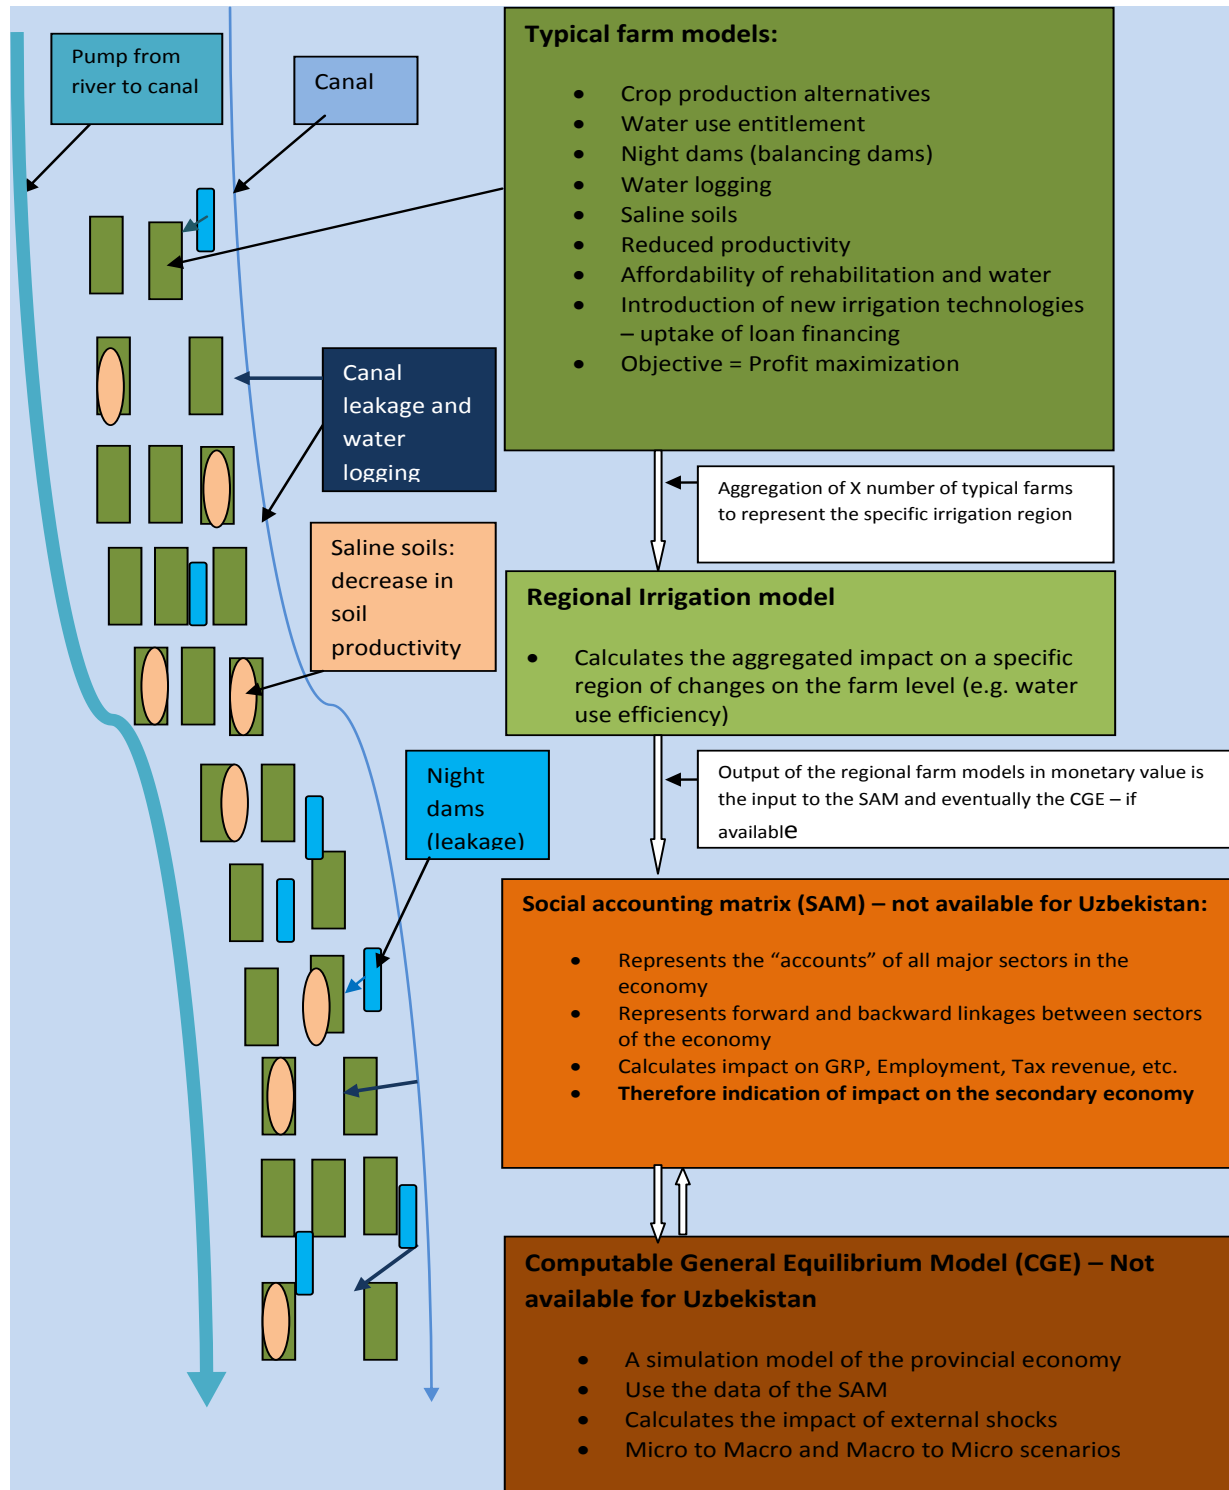 Pump from
river to canal
Canal
Typical farm models:
• Crop production alternatives
• Water use entitlement
• Night dams (balancing dams)
• Water logging
• Saline soils
• Reduced productivity
• Affordability of rehabilitation and water
• Introduction of new irrigation technologies
– uptake of loan financing
• Objective = Profit maximization
Canal
leakage and
water
logging
Aggregation of X number of typical farms
to represent the specific irrigation region
Saline soils:
decrease in
soil
productivity
Regional Irrigation model
• Calculates the aggregated impact on a specific
region of changes on the farm level (e.g. water
use efficiency)
Night
dams
(leakage)
Output of the regional farm models in monetary value is
the input to the SAM and eventually the CGE – if
available
Social accounting matrix (SAM) – not available for Uzbekistan:
• Represents the “accounts” of all major sectors in the
economy
• Represents forward and backward linkages between sectors
of the economy
• Calculates impact on GRP, Employment, Tax revenue, etc.
• Therefore indication of impact on the secondary economy
Computable General Equilibrium Model (CGE) – Not
available for Uzbekistan
• A simulation model of the provincial economy
• Use the data of the SAM
• Calculates the impact of external shocks
• Micro to Macro and Macro to Micro scenarios